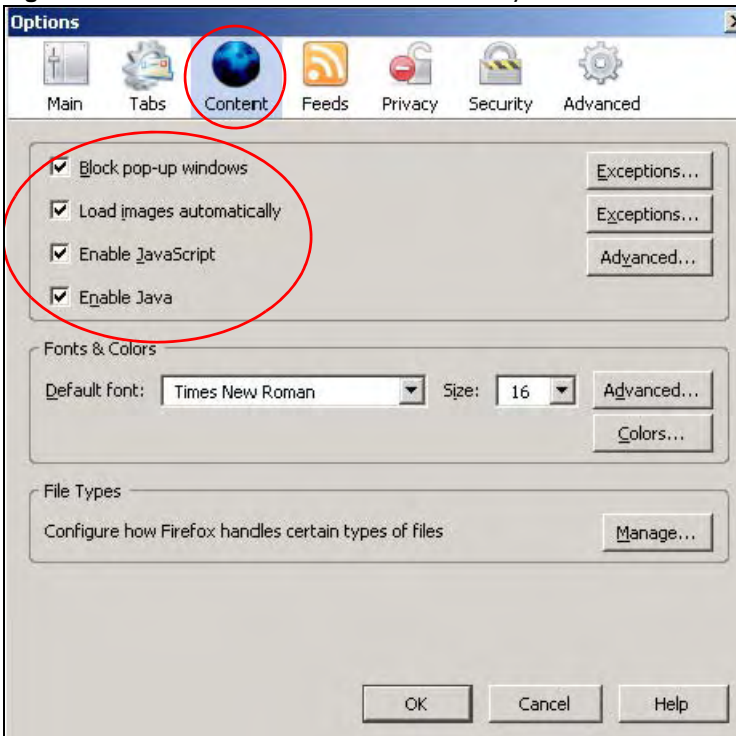 Options
Main Tabs Content Feeds Privacy Security Advanced
Block pop-up windows Exceptions...
Load images automatically Exceptions...
Enable JavaScript Advanced...
Enable Java
Fonts & Colors
Default font: Times New Roman Size: 16 Advanced...
Colors...
File Types
Configure how Firefox handles certain types of files Manage...
OK Cancel Help